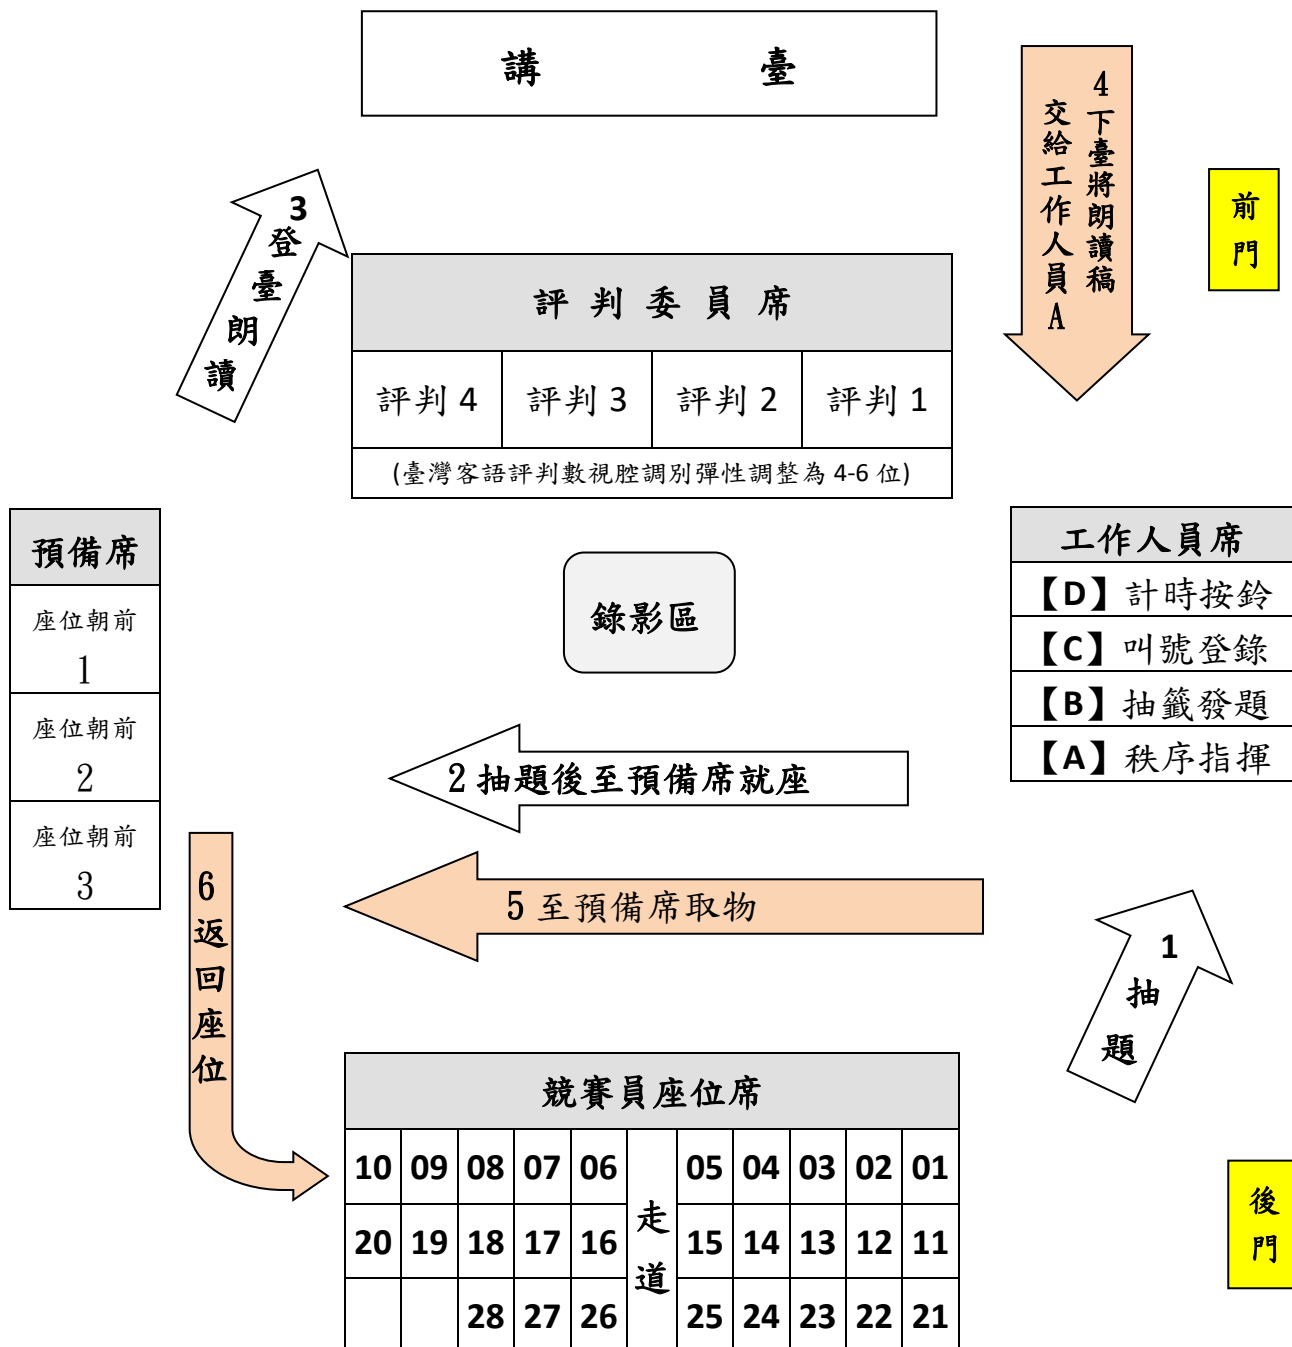 講 臺
4 下臺將朗讀稿
交給工作人員 A
前門
3 登臺朗讀
評 判 委 員 席
評判 4 評判 3 評判 2 評判 1
(臺灣客語評判數視腔調別彈性調整為 4-6 位)
預備席
座位朝前
1
座位朝前
2
座位朝前
3
錄影區
工作人員席
【D】計時按鈴
【C】叫號登錄
【B】抽籤發題
【A】秩序指揮
2 抽題後至預備席就座
5 至預備席取物
6 返回座位
1 抽題
競賽員座位席
10 09 08 07 06 05 04 03 02 01
走道
20 19 18 17 16 15 14 13 12 11
28 27 26 25 24 23 22 21
後門